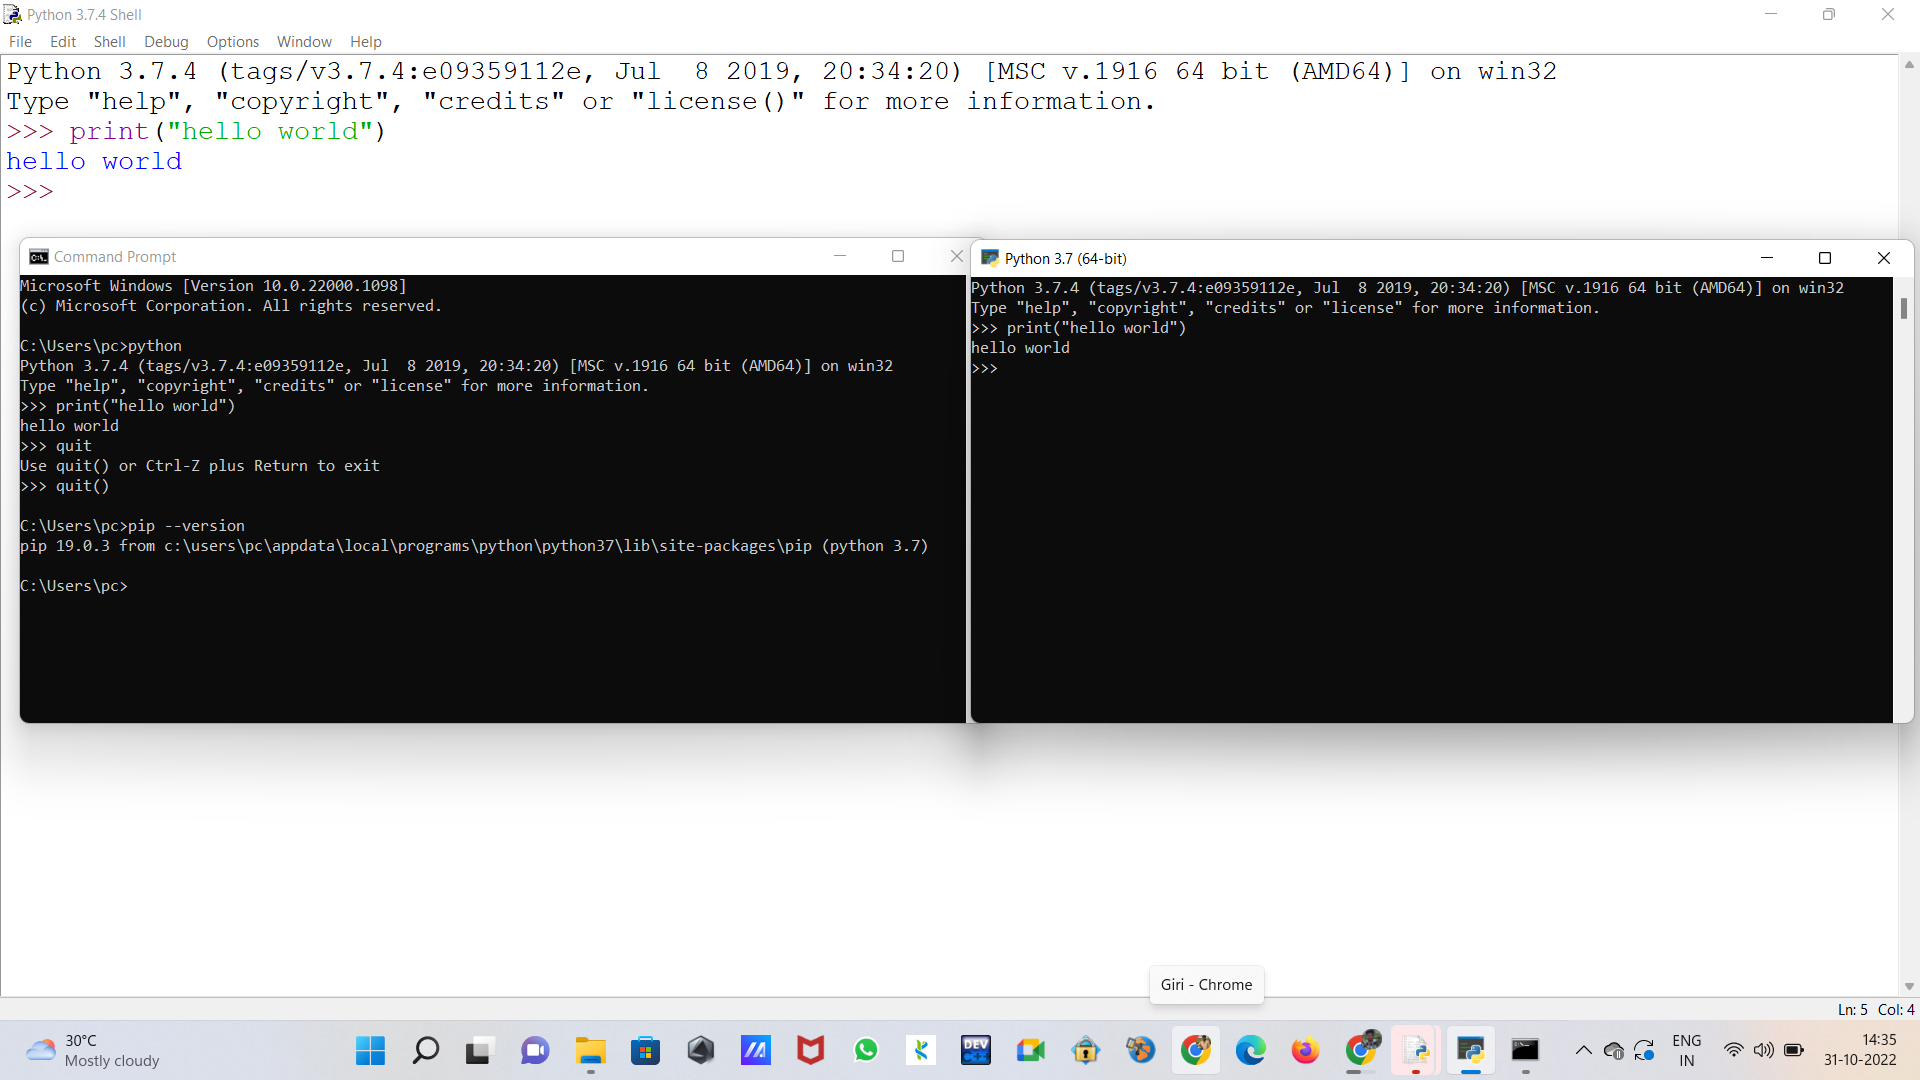 Python 3.7.4 Shell
File Edit Shell Debug Options Window Help
Python 3.7.4 (tags/v3.7.4:e09359112e, Jul  8 2019, 20:34:20) [MSC v.1916 64 bit (AMD64)] on win32
Type "help", "copyright", "credits" or "license()" for more information.
>>> print("hello world")
hello world
>>>
Command Prompt
Microsoft Windows [Version 10.0.22000.1098]
(c) Microsoft Corporation. All rights reserved.
C:\Users\pc>python
Python 3.7.4 (tags/v3.7.4:e09359112e, Jul  8 2019, 20:34:20) [MSC v.1916 64 bit (AMD64)] on win32
Type "help", "copyright", "credits" or "license" for more information.
>>> print("hello world")
hello world
>>> quit
Use quit() or Ctrl-Z plus Return to exit
>>> quit()
C:\Users\pc>pip --version
pip 19.0.3 from c:\users\pc\appdata\local\programs\python\python37\lib\site-packages\pip (python 3.7)
C:\Users\pc>
Python 3.7 (64-bit)
Python 3.7.4 (tags/v3.7.4:e09359112e, Jul  8 2019, 20:34:20) [MSC v.1916 64 bit (AMD64)] on win32
Type "help", "copyright", "credits" or "license" for more information.
>>> print("hello world")
hello world
>>>
Giri - Chrome
Ln: 5 Col: 4
30°C
Mostly cloudy
DEV
C++
ENG
IN
14:35
31-10-2022